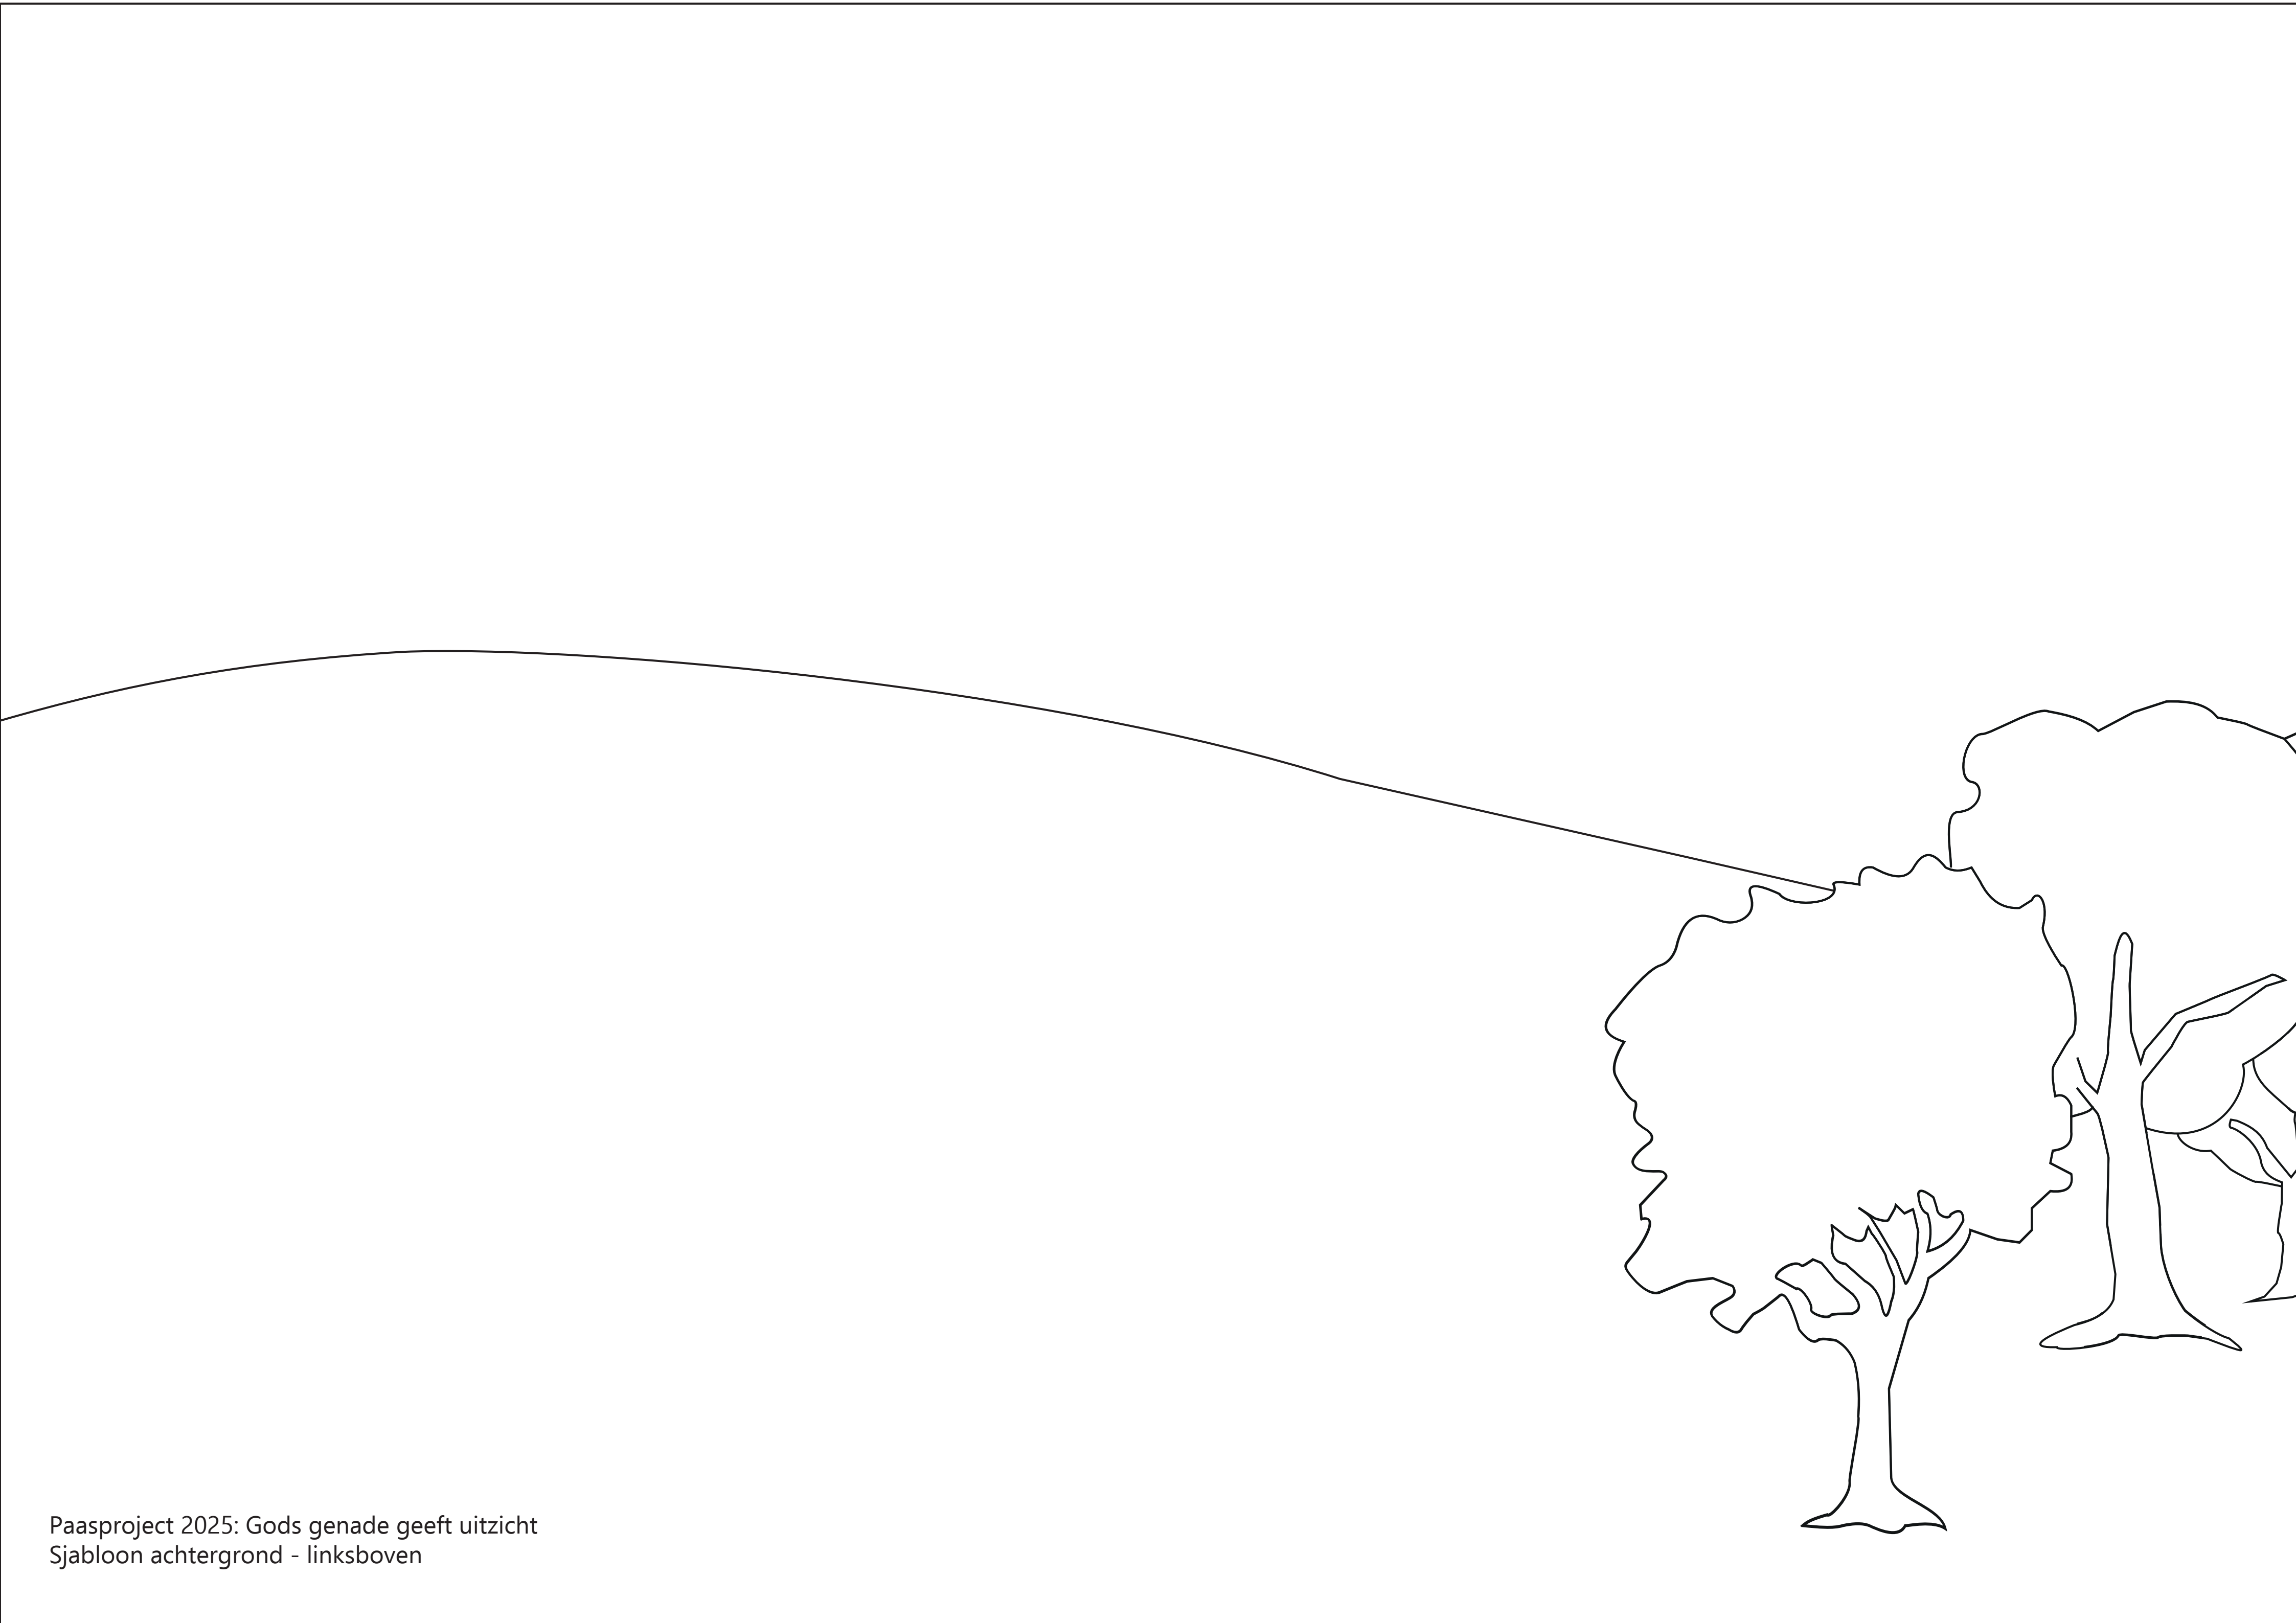 Paasproject 2025: Gods genade geeft uitzicht
Sjabloon achtergrond - linksboven